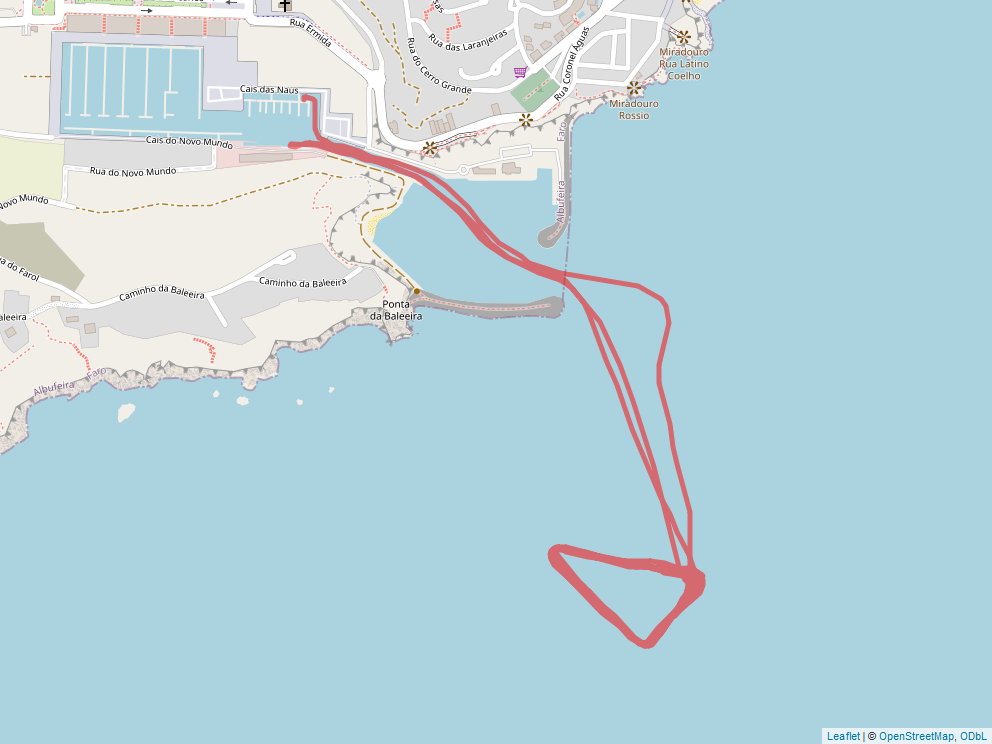 Rua Ermida
Rua das Laranjeiras
Rua do Cerro Grande
Rua Coronel Águas
Miradouro
Rua Latino
Coelho
Miradouro
Rossio
Cais das Naus
Cais do Novo Mundo
Rua do Novo Mundo
Novo Mundo
Faro
Albufeira
a do Farol
Caminho da Baleeira
Caminho da Baleeira
Ponta
da Baleeira
aleeira
Albufeira
Faro
Leaflet | © OpenStreetMap, ODbL